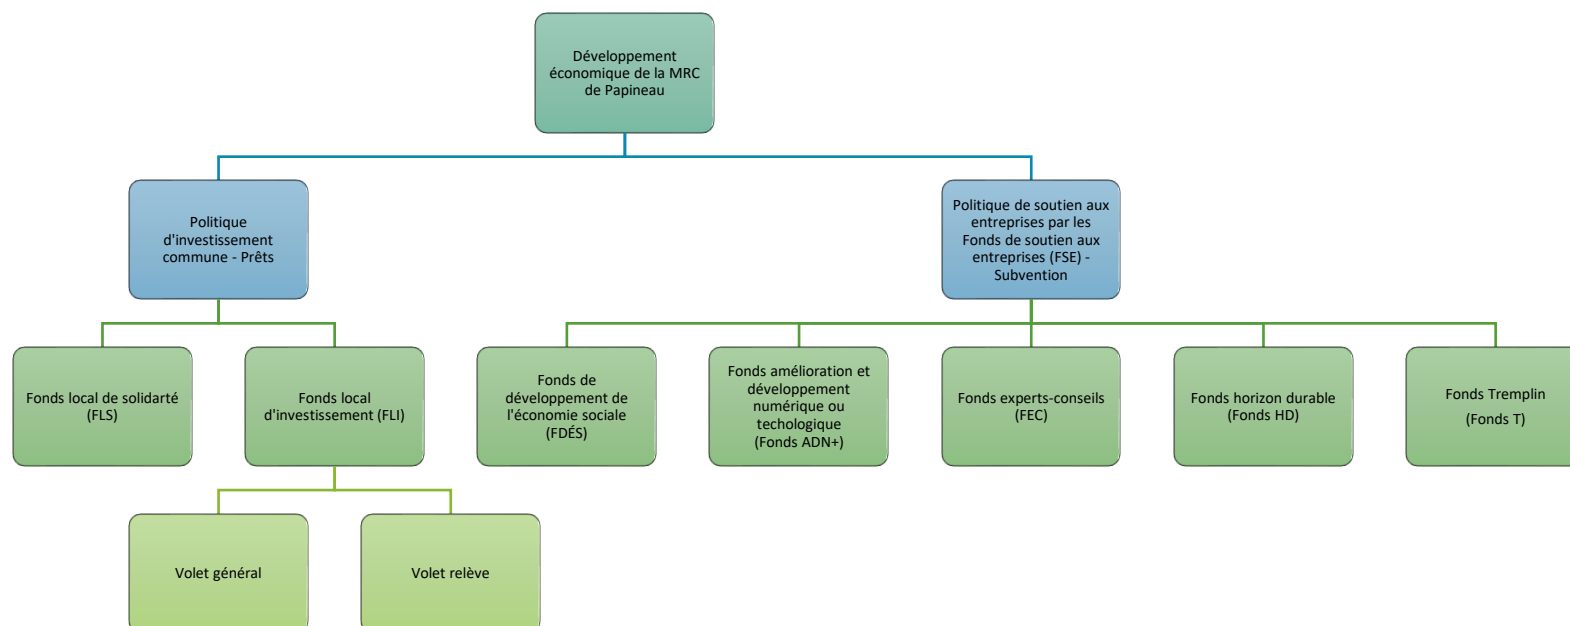 Développement
économique de la MRC
de Papineau
Politique
d'investissement
commune - Prêts
Politique de soutien aux
entreprises par les
Fonds de soutien aux
entreprises (FSE) -
Subvention
Fonds local de solidarté
(FLS)
Fonds local
d'investissement (FLI)
Fonds de
développement de
l'économie sociale
(FDÉS)
Fonds amélioration et
développement
numérique ou
techologique
(Fonds ADN+)
Fonds experts-conseils
(FEC)
Fonds horizon durable
(Fonds HD)
Fonds Tremplin
(Fonds T)
Volet général
Volet relève